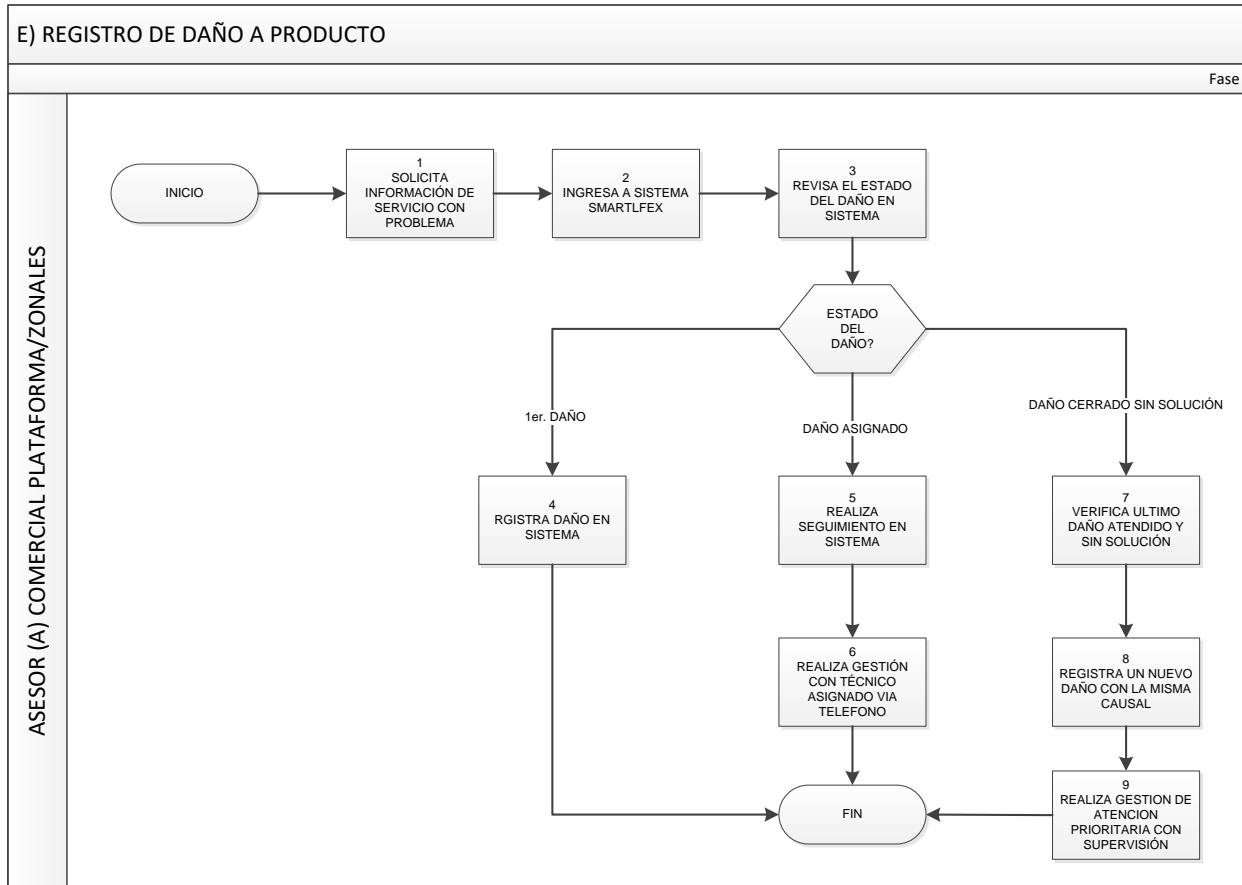 E) REGISTRO DE DAÑO A PRODUCTO
Fase
ASESOR (A) COMERCIAL PLATAFORMA/ZONALES
INICIO
1
SOLICITA
INFORMACIÓN DE
SERVICIO CON
PROBLEMA
2
INGRESA A SISTEMA
SMARTLFEX
3
REVISA EL ESTADO
DEL DAÑO EN
SISTEMA
ESTADO
DEL
DAÑO?
1er. DAÑO
DAÑO ASIGNADO
DAÑO CERRADO SIN SOLUCIÓN
4
RGISTRA DAÑO EN
SISTEMA
5
REALIZA
SEGUIMIENTO EN
SISTEMA
7
VERIFICA ULTIMO
DAÑO ATENDIDO Y
SIN SOLUCIÓN
6
REALIZA GESTIÓN
CON TÉCNICO
ASIGNADO VIA
TELEFONO
8
REGISTRA UN NUEVO
DAÑO CON LA MISMA
CAUSAL
FIN
9
REALIZA GESTION DE
ATENCION
PRIORITARIA CON
SUPERVISIÓN